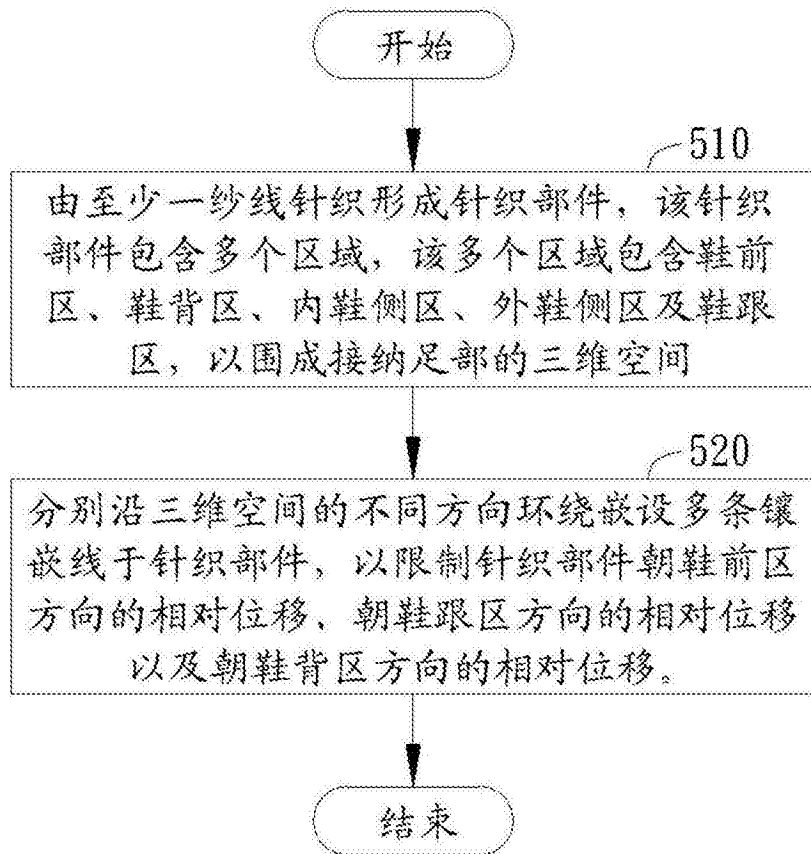 开始
510
由至少一纱线针织形成针织部件，该针织
部件包含多个区域，该多个区域包含鞋前
区、鞋背区、内鞋侧区、外鞋侧区及鞋跟
区，以围成接纳足部的三维空间
520
分别沿三维空间的不同方向环绕嵌设多条镶
嵌线于针织部件，以限制针织部件朝鞋前区
方向的相对位移、朝鞋跟区方向的相对位移
以及朝鞋背区方向的相对位移。
结束